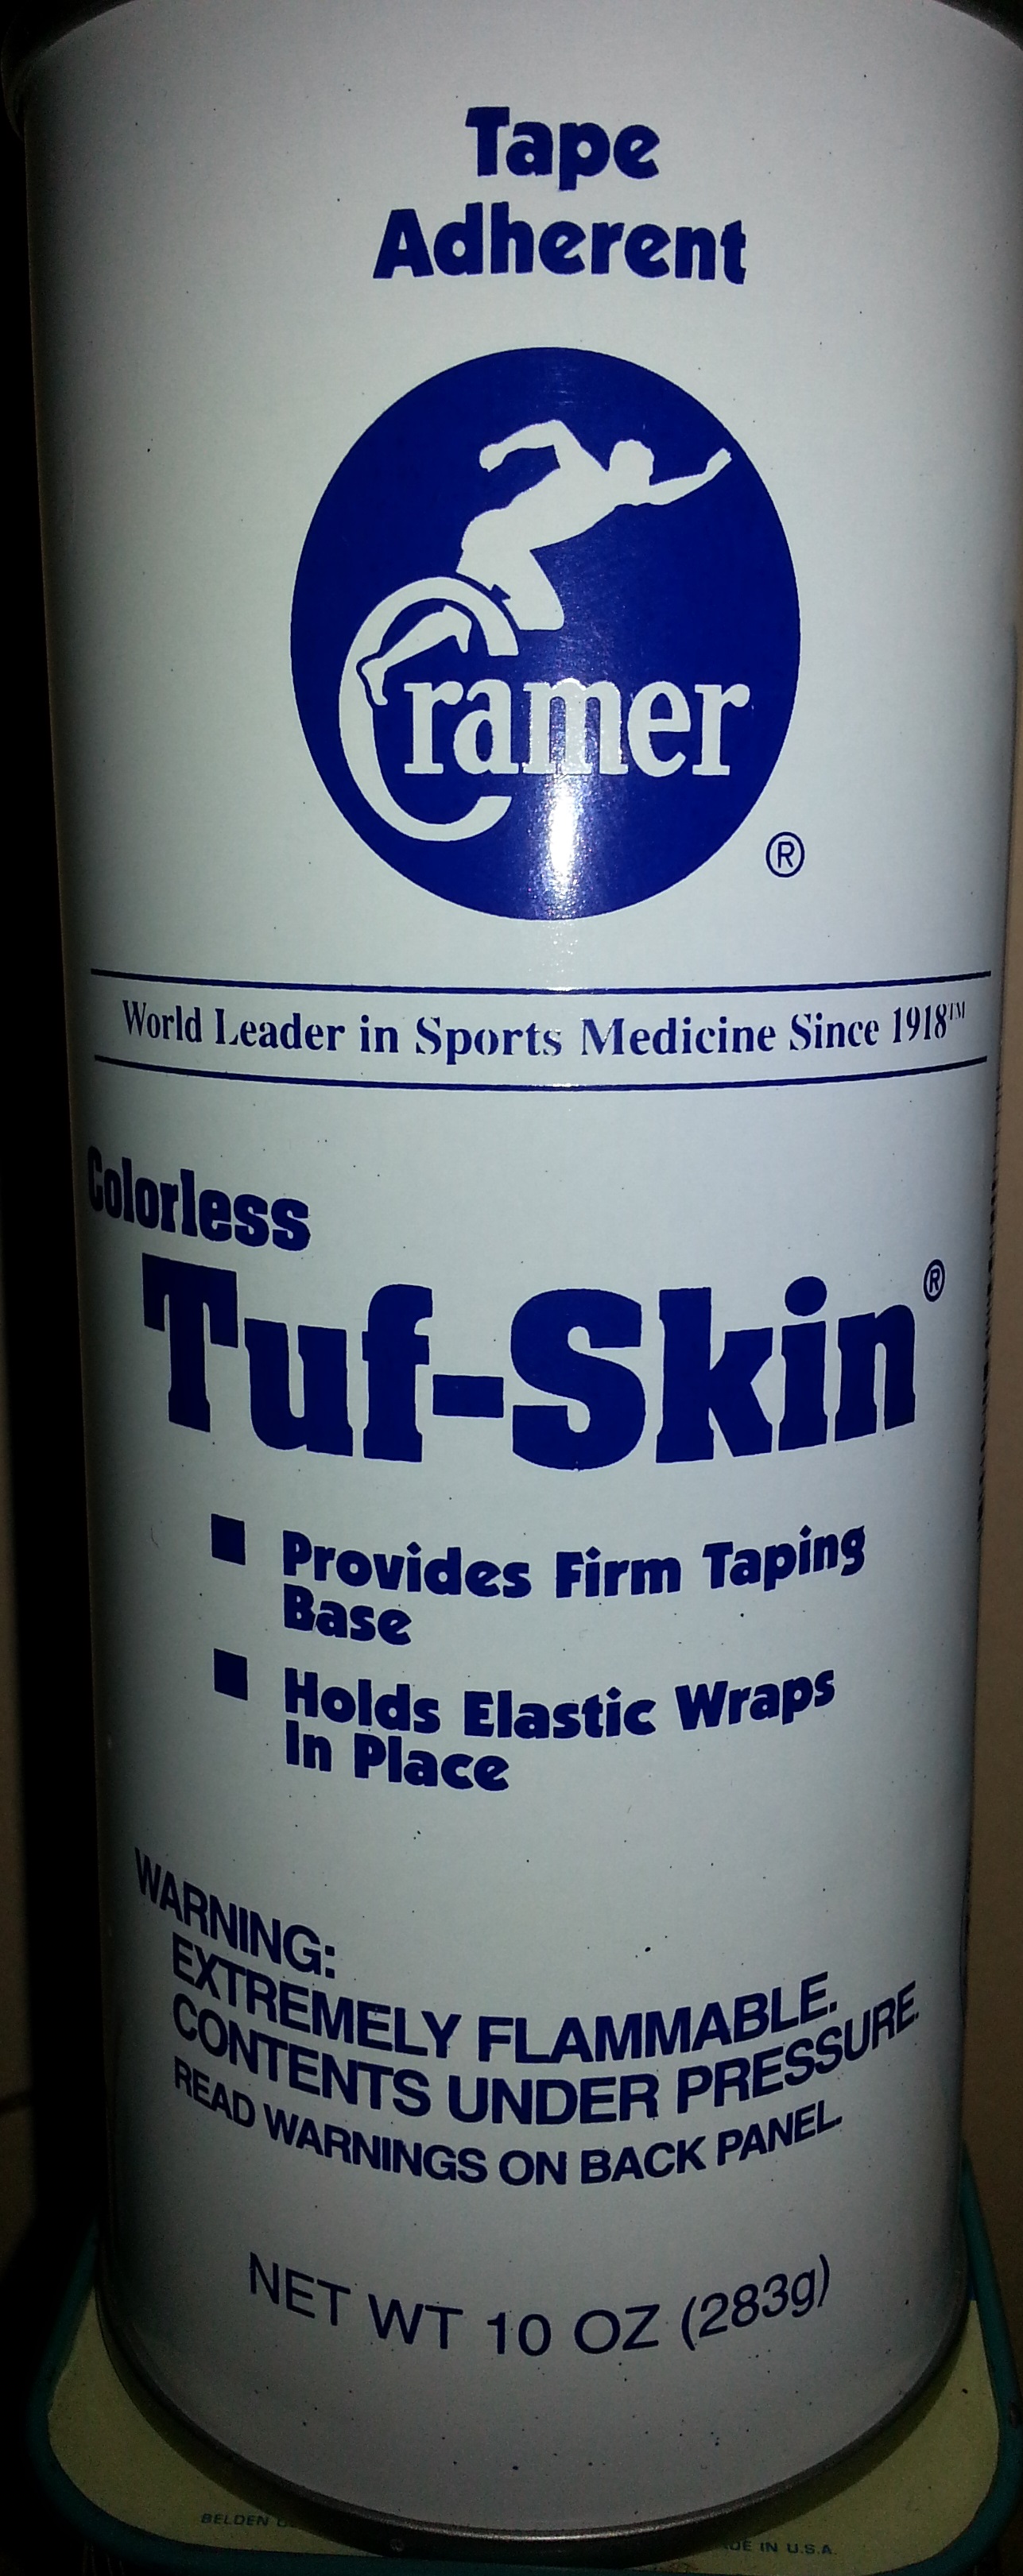 Tape
Adherent
Cramer
®
World Leader in Sports Medicine Since 1918™
Colorless
Tuf-Skin®
■ Provides Firm Taping
Base
■ Holds Elastic Wraps
In Place
WARNING:
EXTREMELY FLAMMABLE.
CONTENTS UNDER PRESSURE.
READ WARNINGS ON BACK PANEL.
NET WT 10 OZ (283g)
BELDEN
IN U.S.A.